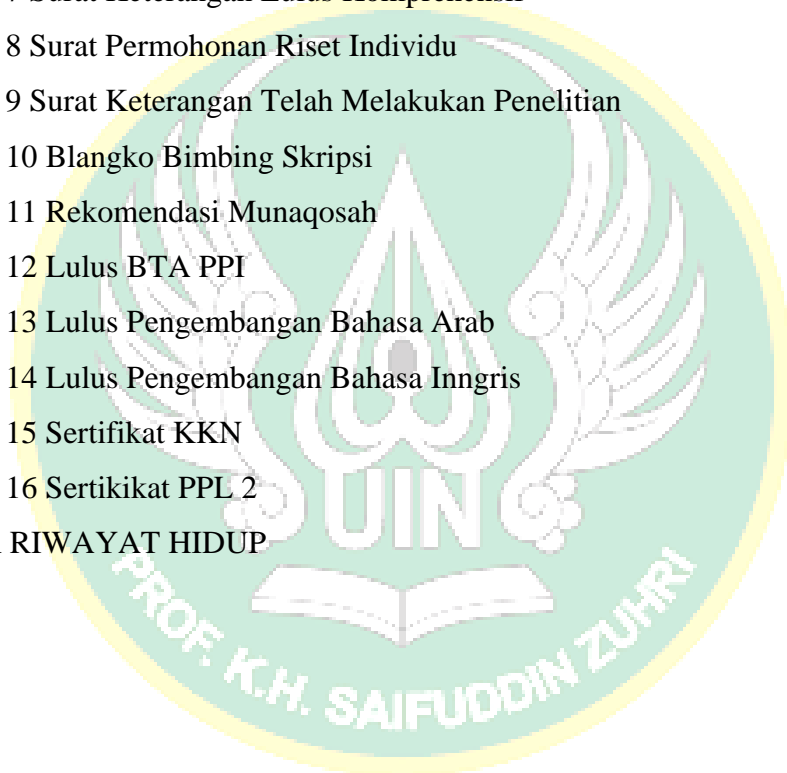 8 Surat Permohonan Riset Individu
9 Surat Keterangan Telah Melakukan Penelitian
10 Blangko Bimbing Skripsi
11 Rekomendasi Munaqosah
12 Lulus BTA PPI
13 Lulus Pengembangan Bahasa Arab
14 Lulus Pengembangan Bahasa Inngris
15 Sertifikat KKN
16 Sertikikat PPL 2
RIWAYAT HIDUP
UIN
PROF. K.H. SAIFUDDIN ZUHRI